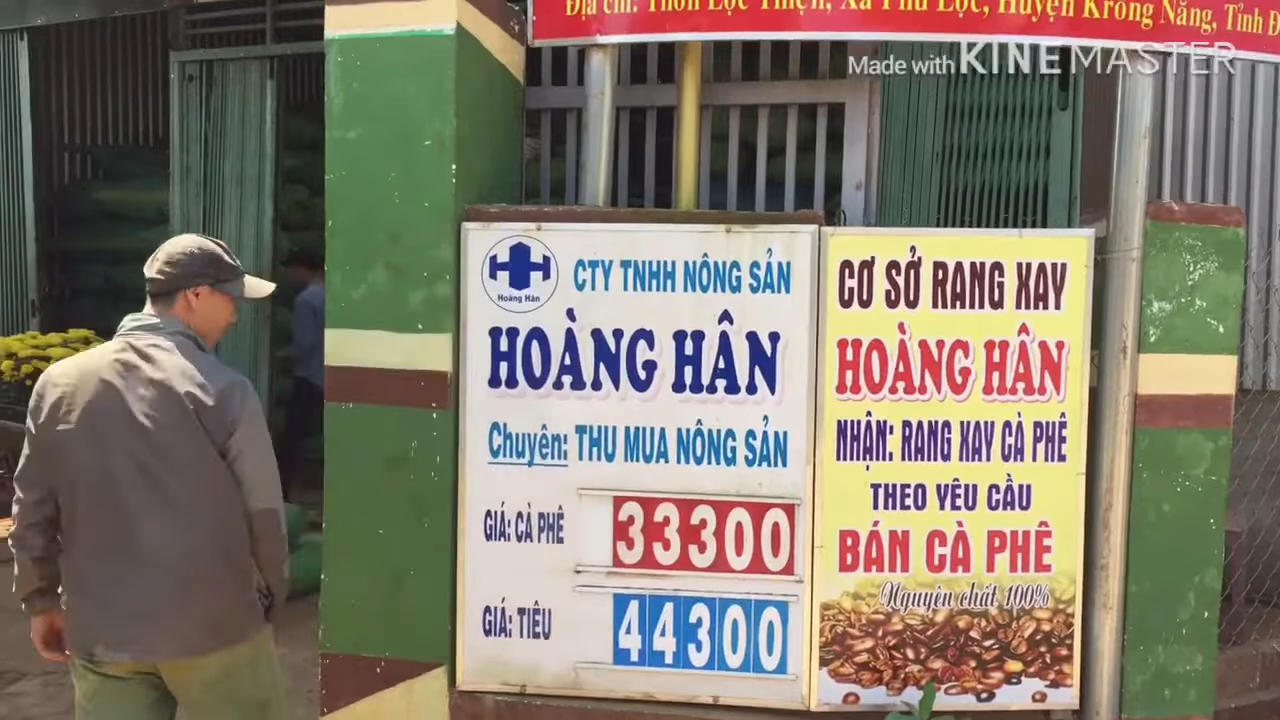 Địa chỉ: Thôn Lộc Thiện, Xã Phú Lộc, Huyện Krông Năng, Tỉnh Đ
Made with KINEMASTER
Hoàng Hân
CTY TNHH NÔNG SẢN
HOÀNG HÂN
Chuyên: THU MUA NÔNG SẢN
GIÁ: CÀ PHÊ 33300
GIÁ: TIÊU 44300
CƠ SỞ RANG XAY
HOÀNG HÂN
NHẬN: RANG XAY CÀ PHÊ
THEO YÊU CẦU
BÁN CÀ PHÊ
Nguyên chất 100%